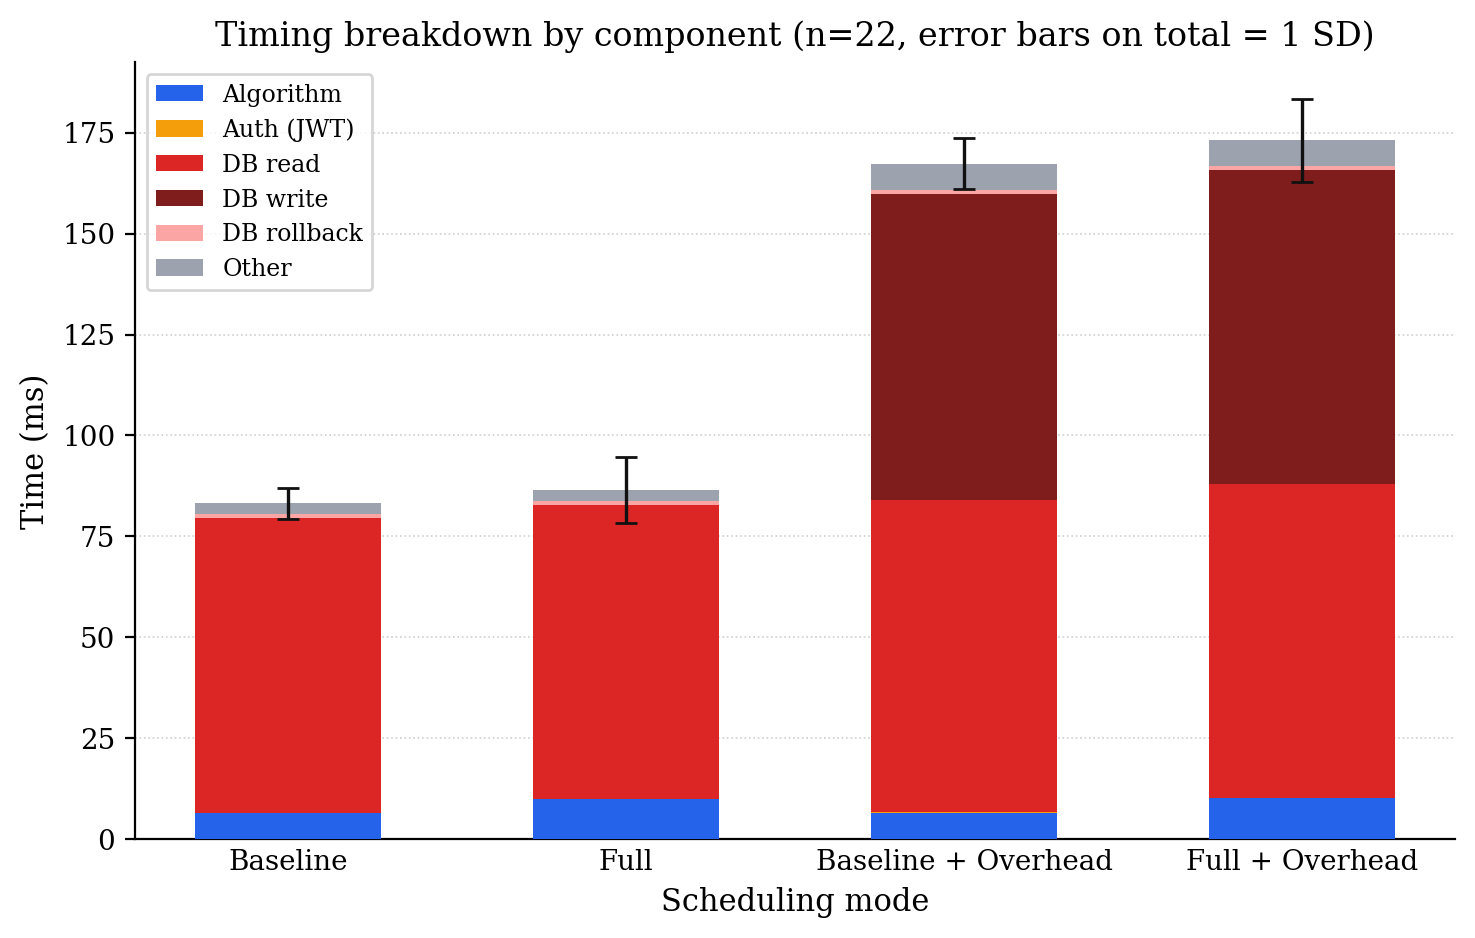 Timing breakdown by component (n=22, error bars on total = 1 SD)
Algorithm
Auth (JWT)
DB read
DB write
DB rollback
Other
Time (ms)
175
150
125
100
75
50
25
0
Baseline
Full
Baseline + Overhead
Full + Overhead
Scheduling mode